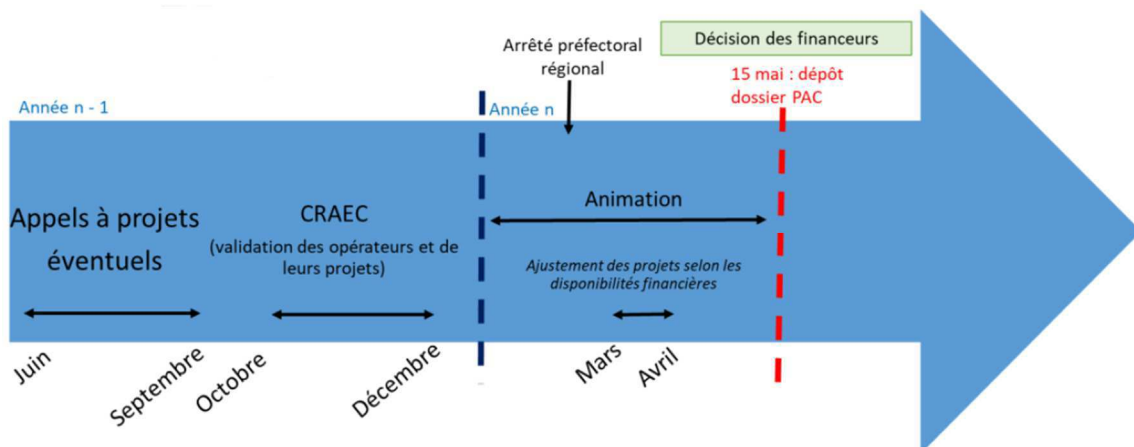 Arrêté préfectoral
régional
Décision des financeurs
15 mai : dépôt
dossier PAC
Année n - 1
Année n
Appels à projets
éventuels
CRAEC
(validation des opérateurs et de
leurs projets)
Animation
Ajustement des projets selon les
disponibilités financières
Juin
Septembre
Octobre
Décembre
Mars
Avril